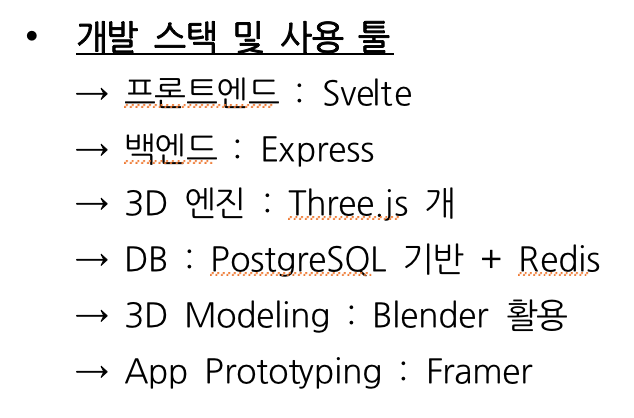 • 개발 스택 및 사용 툴
→ 프론트엔드 : Svelte
→ 백엔드 : Express
→ 3D 엔진 : Three.js 개
→ DB : PostgreSQL 기반 + Redis
→ 3D Modeling : Blender 활용
→ App Prototyping : Framer